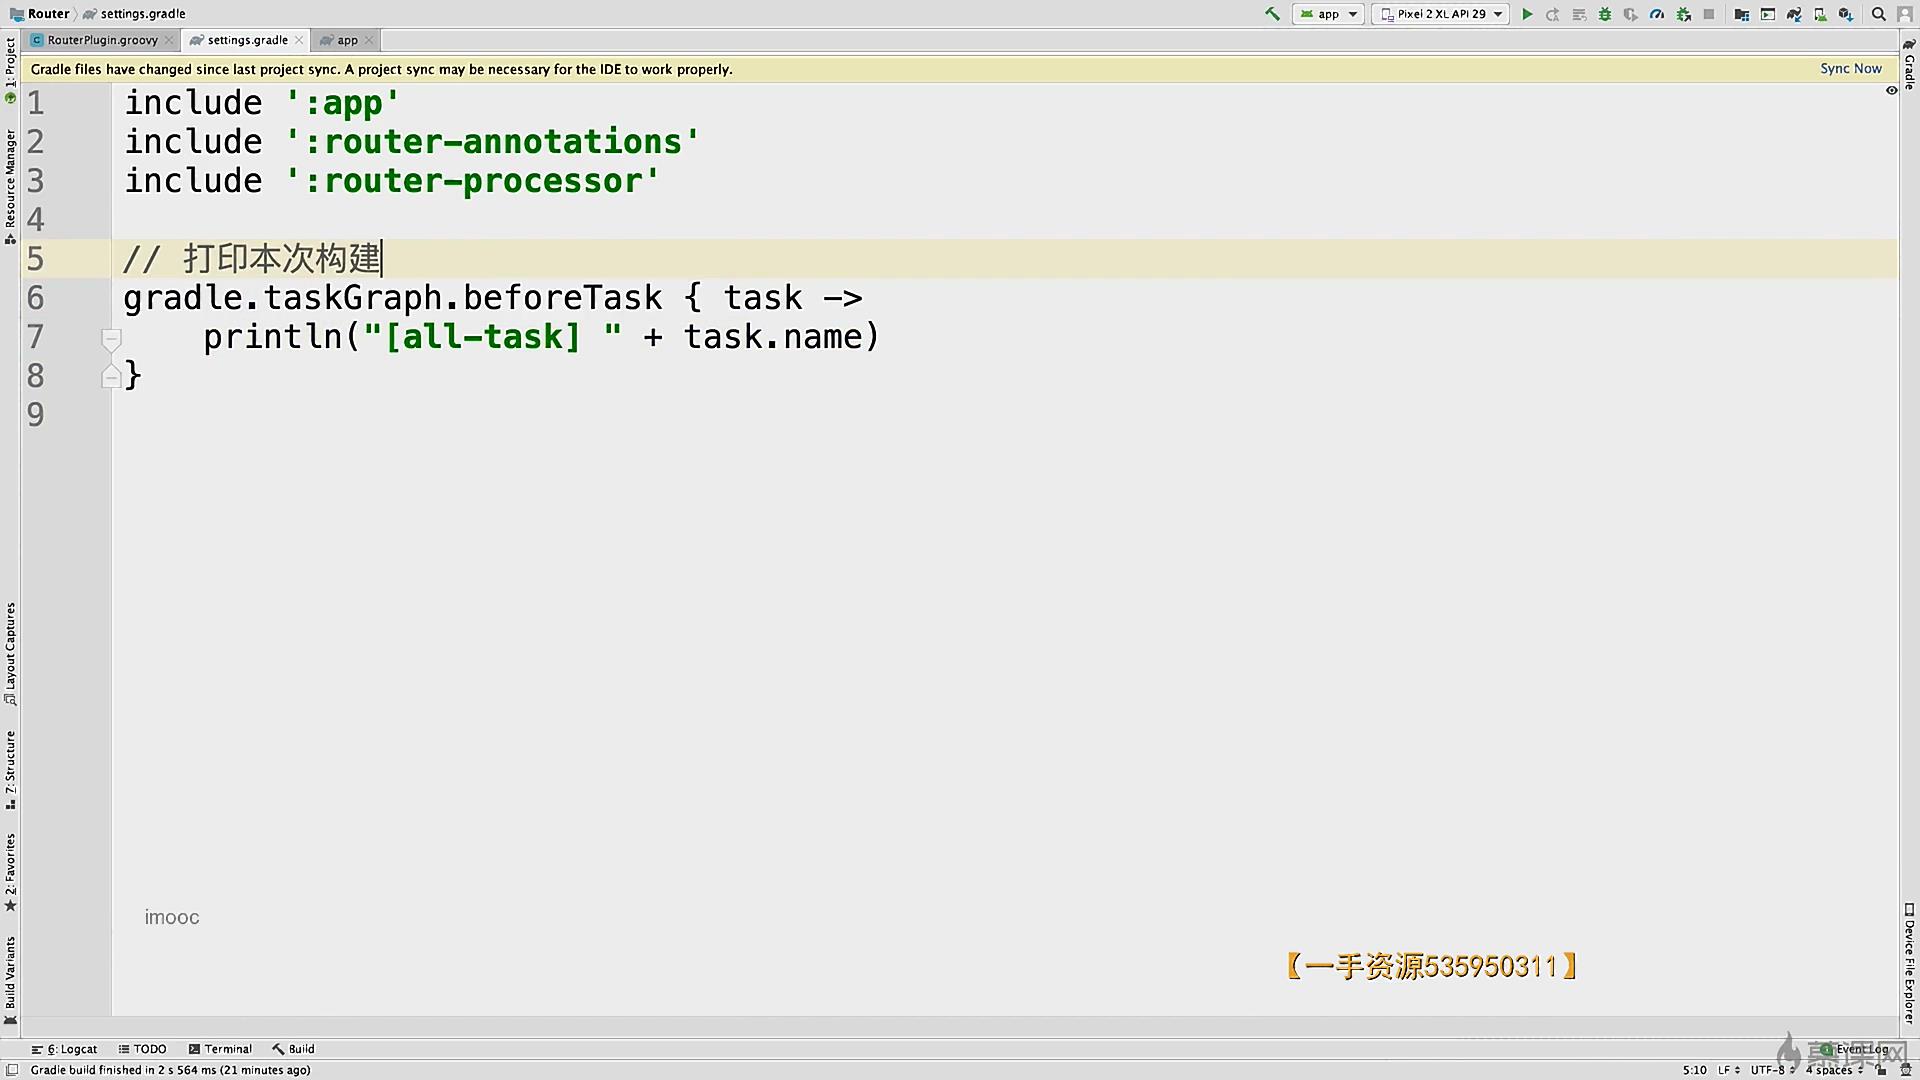 Router settings.gradle app Pixel 2 XL API 29
RouterPlugin.groovy settings.gradle app
Gradle files have changed since last project sync. A project sync may be necessary for the IDE to work properly. Sync Now
1 include ':app'
2 include ':router-annotations'
3 include ':router-processor'
4
5 // 打印本次构建
6 gradle.taskGraph.beforeTask { task ->
7 println("[all-task] " + task.name)
8 }
9
1: Project
Resource Manager
Layout Captures
7: Structure
2: Favorites
Build Variants
Gradle
Device File Explorer
imooc
【一手资源535950311】
6: Logcat TODO Terminal Build Event Log
慕课网
Gradle build finished in 2 s 564 ms (21 minutes ago) 5:10 LF UTF-8 4 spaces